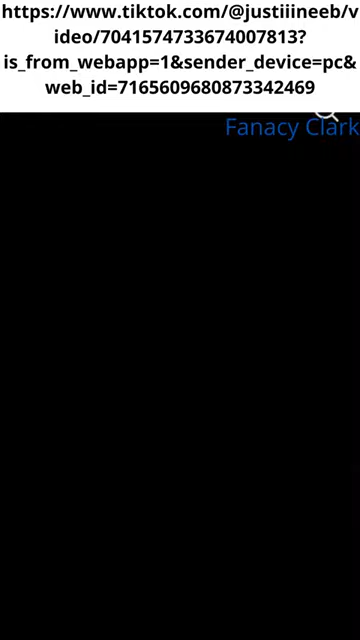 https://www.tiktok.com/@justiiineeb/v
ideo/7041574733674007813?
is_from_webapp=1&sender_device=pc&
web_id=7165609680873342469
Fanacy Clark